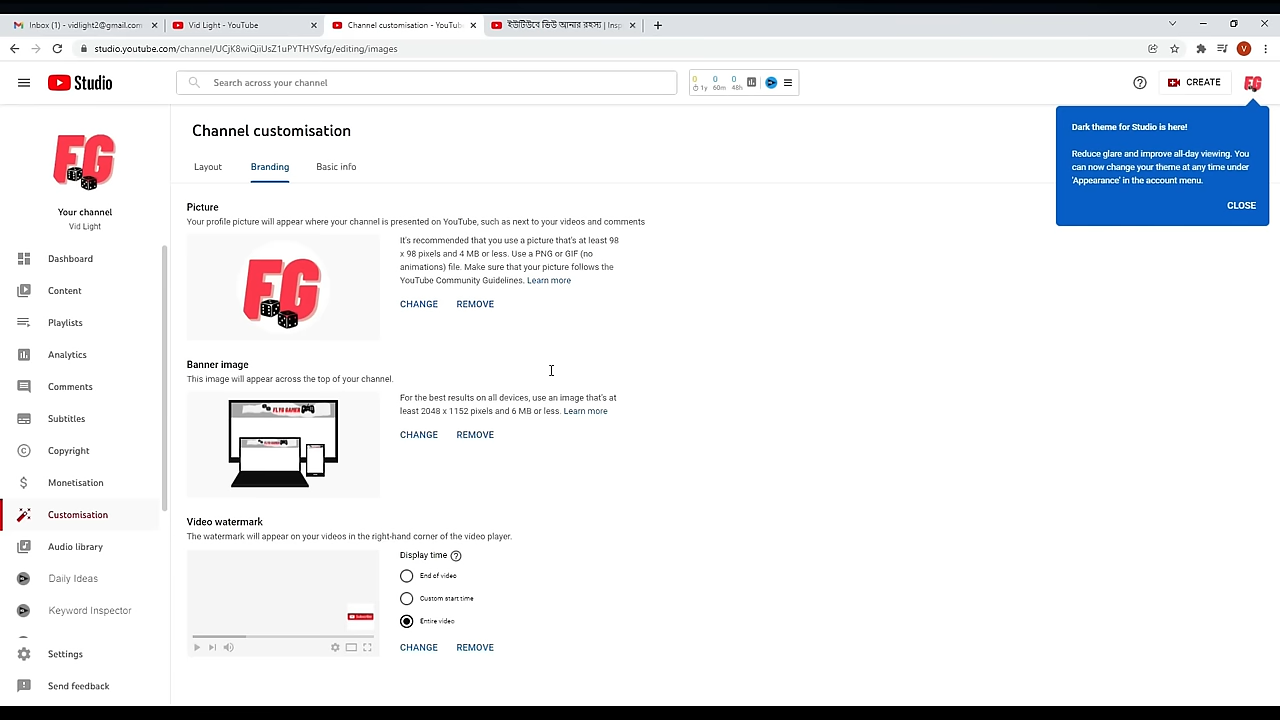 Inbox (1) - vidlight2@gmail.com
Vid Light - YouTube
Channel customisation - YouTub
ইউটিউবে ভিউ আনার রহস্য | Insp
studio.youtube.com/channel/UCjK8wiQiiUsZ1uPYTHYSvfg/editing/images
V
Studio
Search across your channel
0 0 0
1y 60m 48h
CREATE
FG
Dark theme for Studio is here!
Reduce glare and improve all-day viewing. You
can now change your theme at any time under
'Appearance' in the account menu.
CLOSE
FG
Your channel
Vid Light
Dashboard
Content
Playlists
Analytics
Comments
Subtitles
Copyright
Monetisation
Customisation
Audio library
Daily Ideas
Keyword Inspector
Settings
Send feedback
Channel customisation
Layout Branding Basic info
Picture
Your profile picture will appear where your channel is presented on YouTube, such as next to your videos and comments
FG
It's recommended that you use a picture that's at least 98
x 98 pixels and 4 MB or less. Use a PNG or GIF (no
animations) file. Make sure that your picture follows the
YouTube Community Guidelines. Learn more
CHANGE REMOVE
Banner image
This image will appear across the top of your channel.
For the best results on all devices, use an image that's at
least 2048 x 1152 pixels and 6 MB or less. Learn more
CHANGE REMOVE
Video watermark
The watermark will appear on your videos in the right-hand corner of the video player.
Subscribe
Display time
End of video
Custom start time
Entire video
CHANGE REMOVE